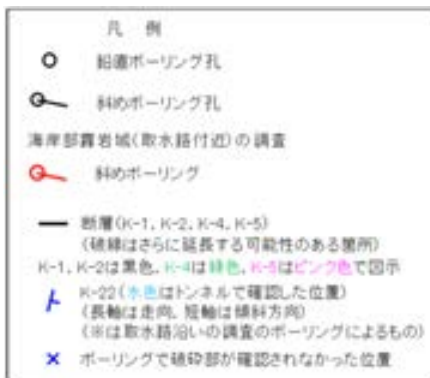 凡 例
鉛直ボーリング孔
斜めボーリング孔
海岸部露岩域(取水路付近)の調査
斜めボーリング
断層(K-1、K-2、K-4、K-5)
(破線はさらに延長する可能性のある箇所)
K-1、K-2は黒色、K-4は緑色、K-5はピンク色で図示
K-22(水色はトンネルで確認した位置)
(長軸は走向、短軸は傾斜方向)
(※は取水路沿いの調査のボーリングによるもの)
ボーリングで破砕部が確認されなかった位置